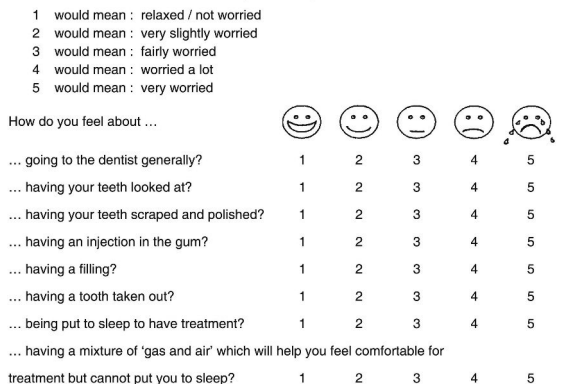 1 would mean : relaxed / not worried
2 would mean : very slightly worried
3 would mean : fairly worried
4 would mean : worried a lot
5 would mean : very worried
How do you feel about ...
... going to the dentist generally? 1 2 3 4 5
... having your teeth looked at? 1 2 3 4 5
... having your teeth scraped and polished? 1 2 3 4 5
... having an injection in the gum? 1 2 3 4 5
... having a filling? 1 2 3 4 5
... having a tooth taken out? 1 2 3 4 5
... being put to sleep to have treatment? 1 2 3 4 5
... having a mixture of ‘gas and air’ which will help you feel comfortable for
treatment but cannot put you to sleep? 1 2 3 4 5